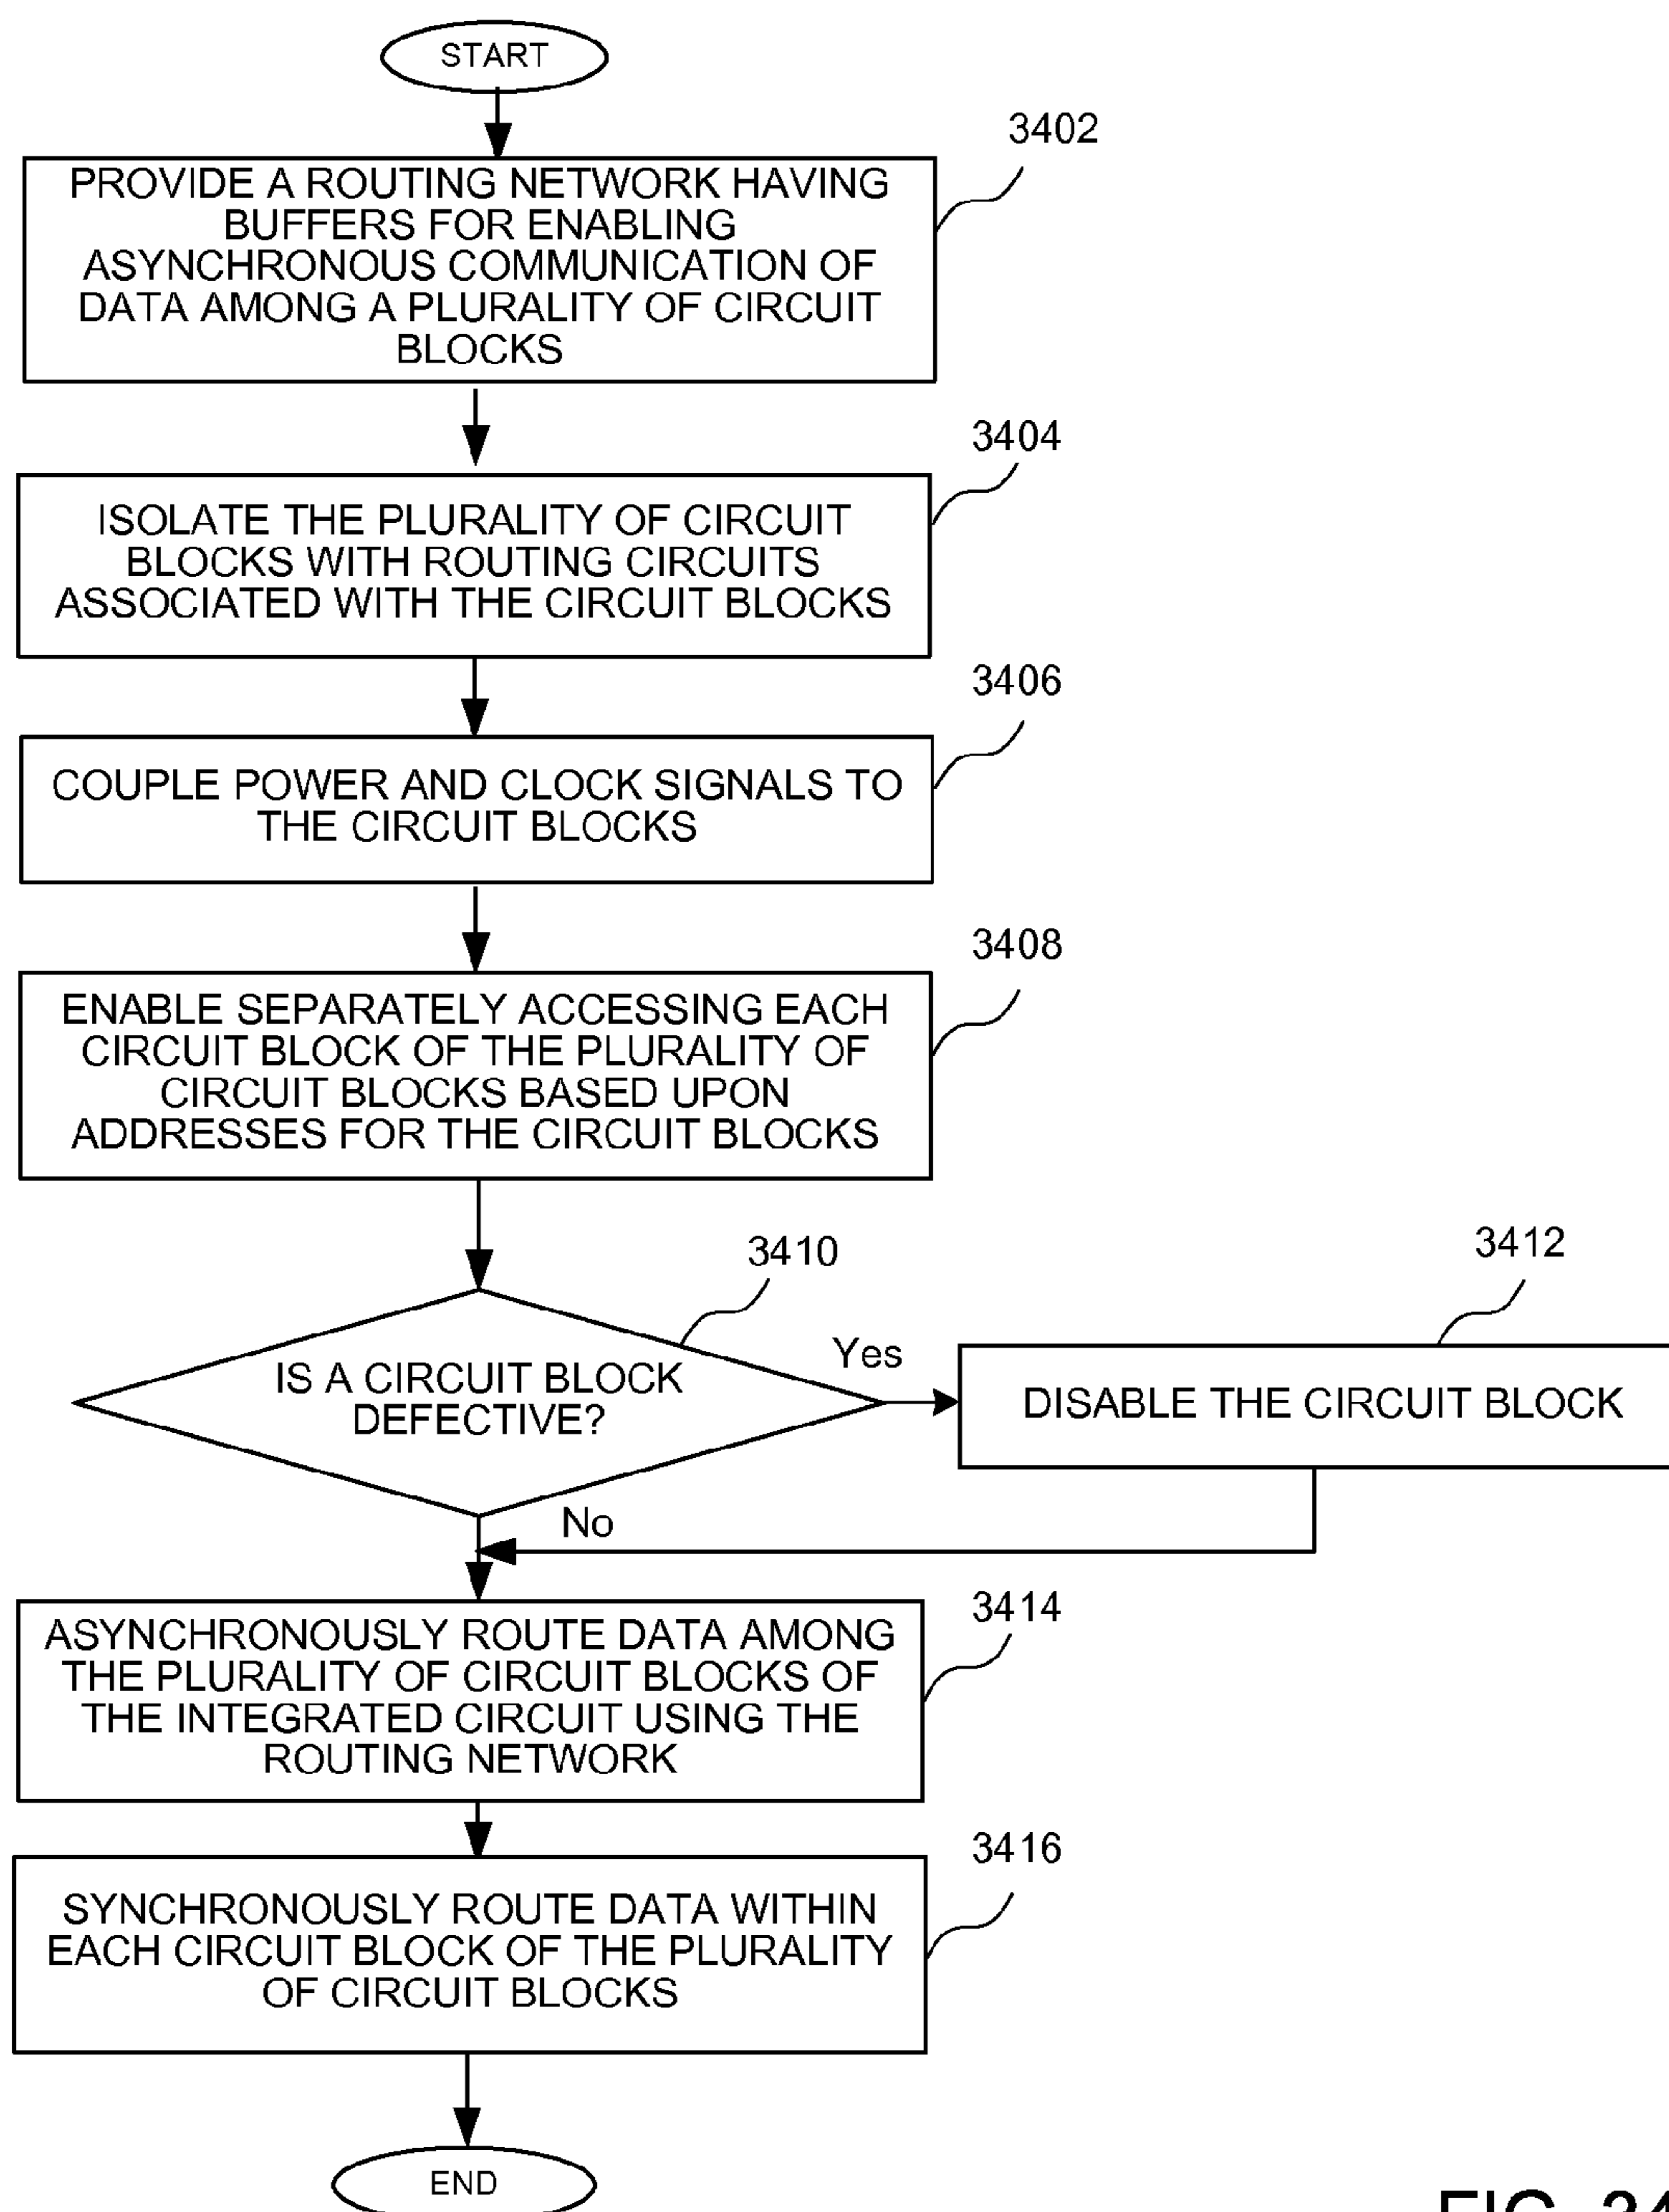 START
3402
PROVIDE A ROUTING NETWORK HAVING
BUFFERS FOR ENABLING
ASYNCHRONOUS COMMUNICATION OF
DATA AMONG A PLURALITY OF CIRCUIT
BLOCKS
3404
ISOLATE THE PLURALITY OF CIRCUIT
BLOCKS WITH ROUTING CIRCUITS
ASSOCIATED WITH THE CIRCUIT BLOCKS
3406
COUPLE POWER AND CLOCK SIGNALS TO
THE CIRCUIT BLOCKS
3408
ENABLE SEPARATELY ACCESSING EACH
CIRCUIT BLOCK OF THE PLURALITY OF
CIRCUIT BLOCKS BASED UPON
ADDRESSES FOR THE CIRCUIT BLOCKS
3410
IS A CIRCUIT BLOCK
DEFECTIVE?
Yes
3412
DISABLE THE CIRCUIT BLOCK
No
3414
ASYNCHRONOUSLY ROUTE DATA AMONG
THE PLURALITY OF CIRCUIT BLOCKS OF
THE INTEGRATED CIRCUIT USING THE
ROUTING NETWORK
3416
SYNCHRONOUSLY ROUTE DATA WITHIN
EACH CIRCUIT BLOCK OF THE PLURALITY
OF CIRCUIT BLOCKS
END
FIG. 34